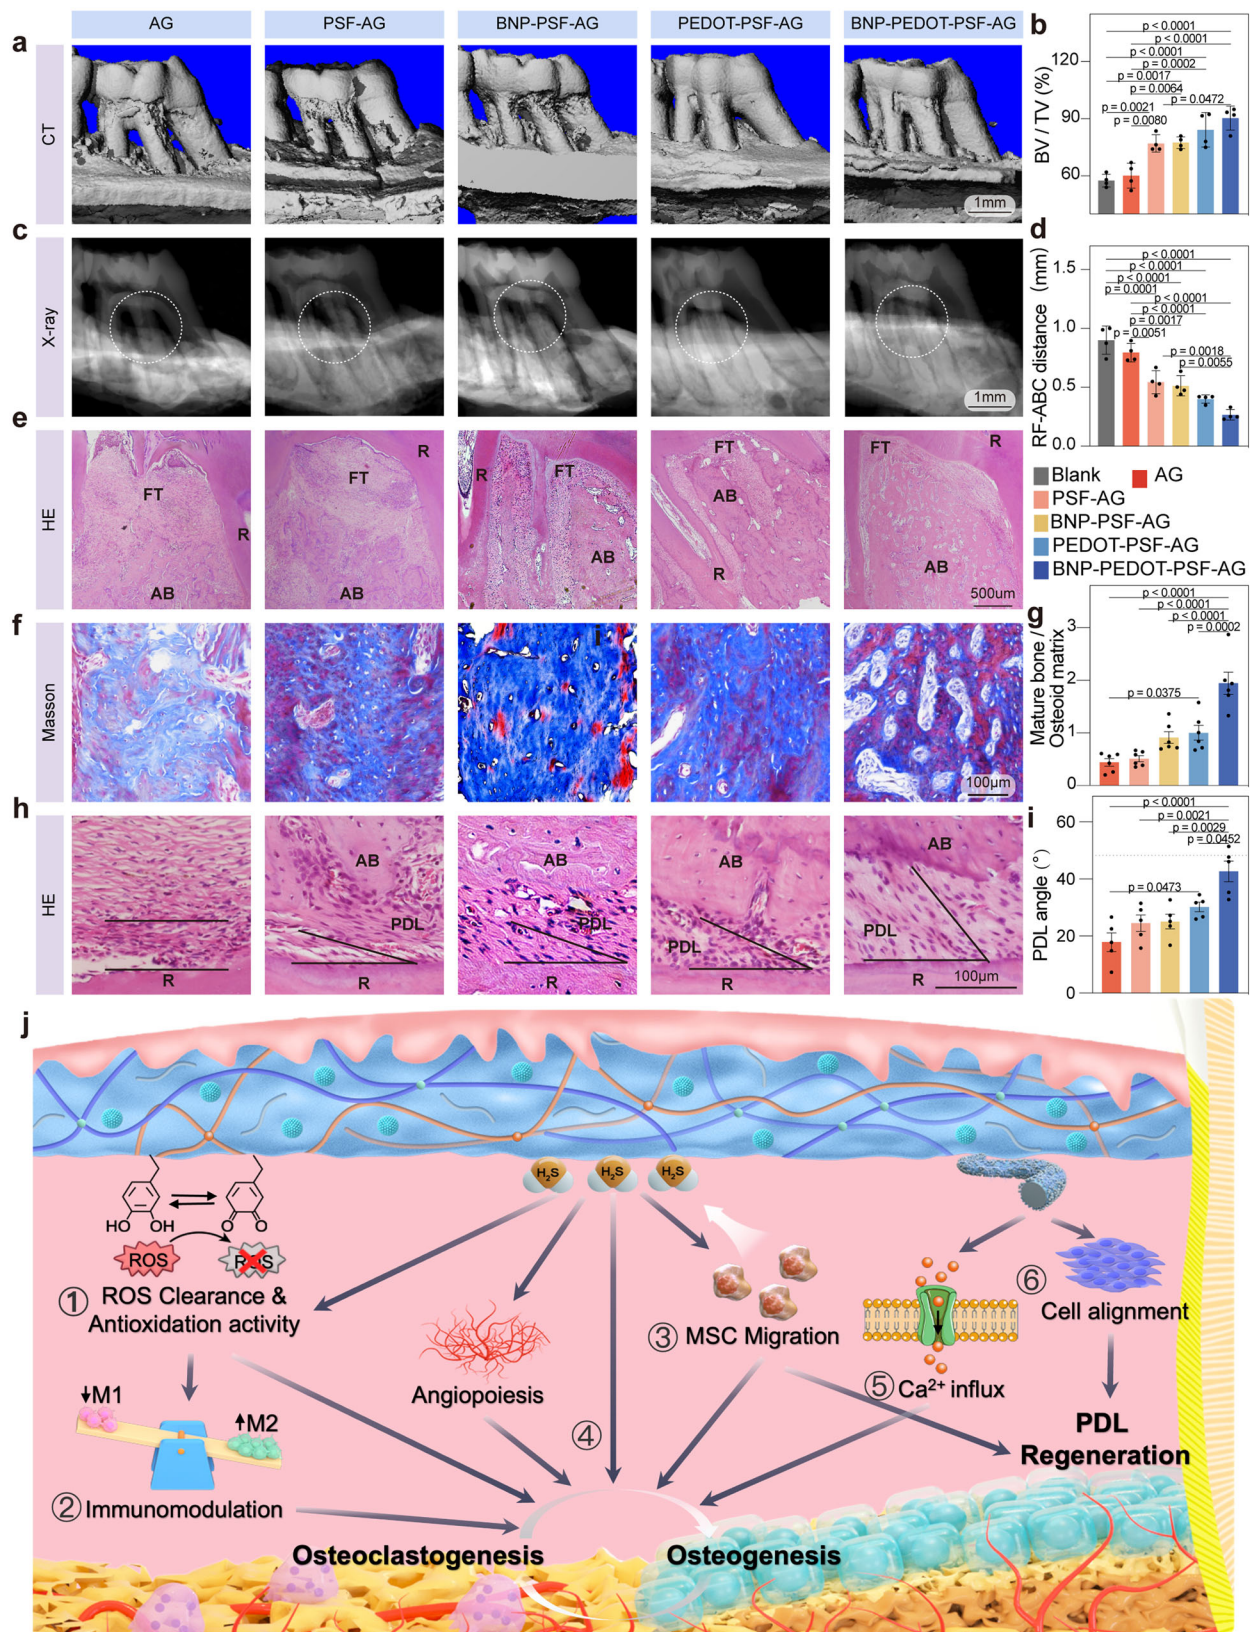 AG
PSF-AG
BNP-PSF-AG
PEDOT-PSF-AG
BNP-PEDOT-PSF-AG
a
CT
1mm
b
BV / TV (%)
120
90
60
p < 0.0001
p < 0.0001
p < 0.0001
p = 0.0002
p = 0.0017
p = 0.0064
p = 0.0472
p = 0.0021
p = 0.0080
c
X-ray
1mm
d
RF-ABC distance (mm)
1.5
1.0
0.5
0.0
p < 0.0001
p < 0.0001
p < 0.0001
p = 0.0001
p < 0.0001
p < 0.0001
p = 0.0017
p = 0.0051
p = 0.0018
p = 0.0055
Blank
AG
PSF-AG
BNP-PSF-AG
PEDOT-PSF-AG
BNP-PEDOT-PSF-AG
e
HE
FT
R
R
AB
FT
R
AB
R
FT
AB
FT
AB
R
FT
R
AB
500um
f
Masson
i
100μm
g
Mature bone /
Osteoid matrix
3
2
1
0
p < 0.0001
p < 0.0001
p < 0.0001
p = 0.0002
p = 0.0375
h
HE
R
AB
PDL
R
AB
PDL
R
AB
PDL
R
AB
PDL
R
100μm
i
PDL angle (°)
60
40
20
0
p < 0.0001
p = 0.0021
p = 0.0029
p = 0.0452
p = 0.0473
j
H₂S
H₂S
H₂S
HO
OH
O
O
ROS
ROS
① ROS Clearance &
Antioxidation activity
Angiopoiesis
③ MSC Migration
④
⑤ Ca²⁺ influx
⑥
Cell alignment
M1
M2
② Immunomodulation
PDL
Regeneration
Osteoclastogenesis
Osteogenesis